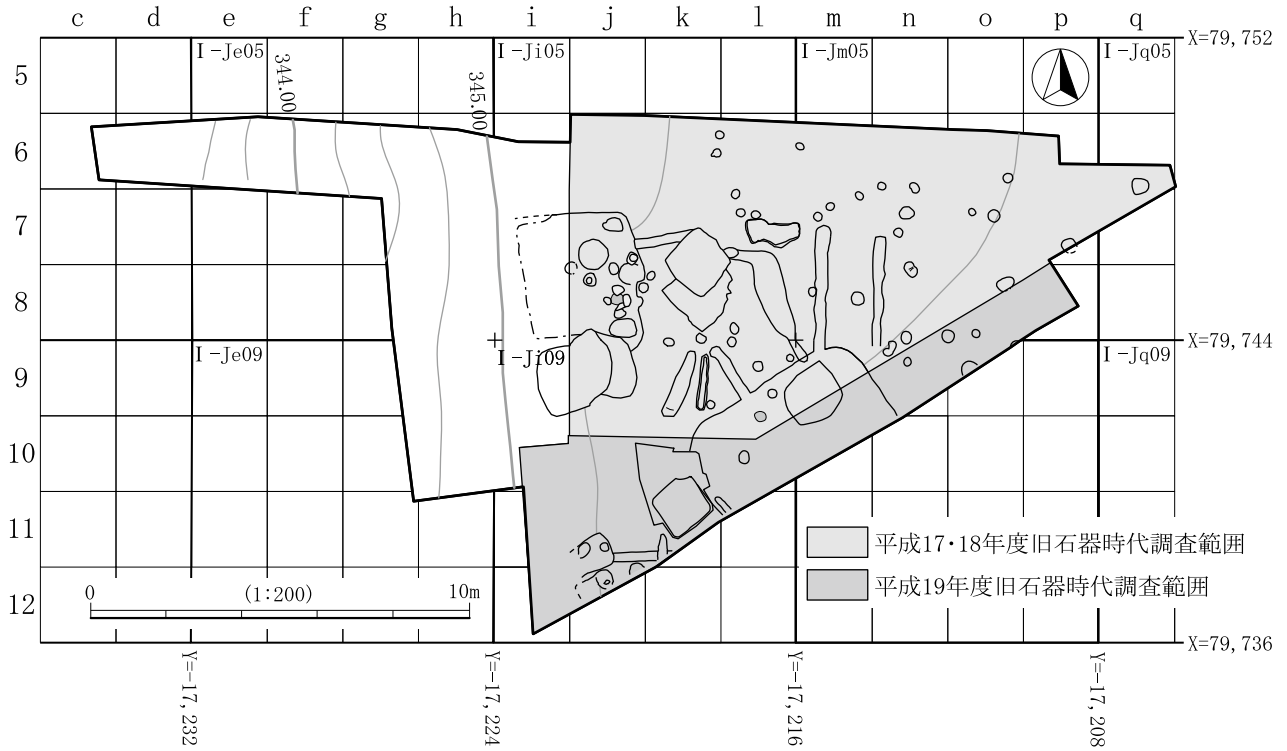 c d e f g h i j k l m n o p q
5
6
7
8
9
10
11
12
I-Je05
I-Ji05
I-Jm05
I-Jq05
344.00
345.00
X=79,752
I-Je09
I-Ji09
I-Jq09
X=79,744
平成17・18年度旧石器時代調査範囲
平成19年度旧石器時代調査範囲
0 (1:200) 10m
X=79,736
Y=-17,232
Y=-17,224
Y=-17,216
Y=-17,208